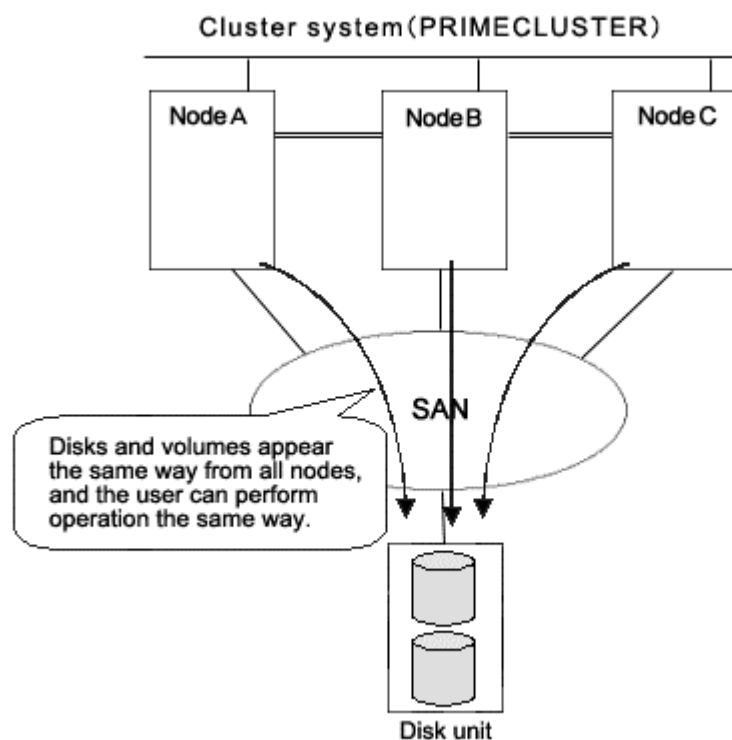 Cluster system(PRIMECLUSTER)
Node A
Node B
Node C
SAN
Disks and volumes appear
the same way from all nodes,
and the user can perform
operation the same way.
Disk unit